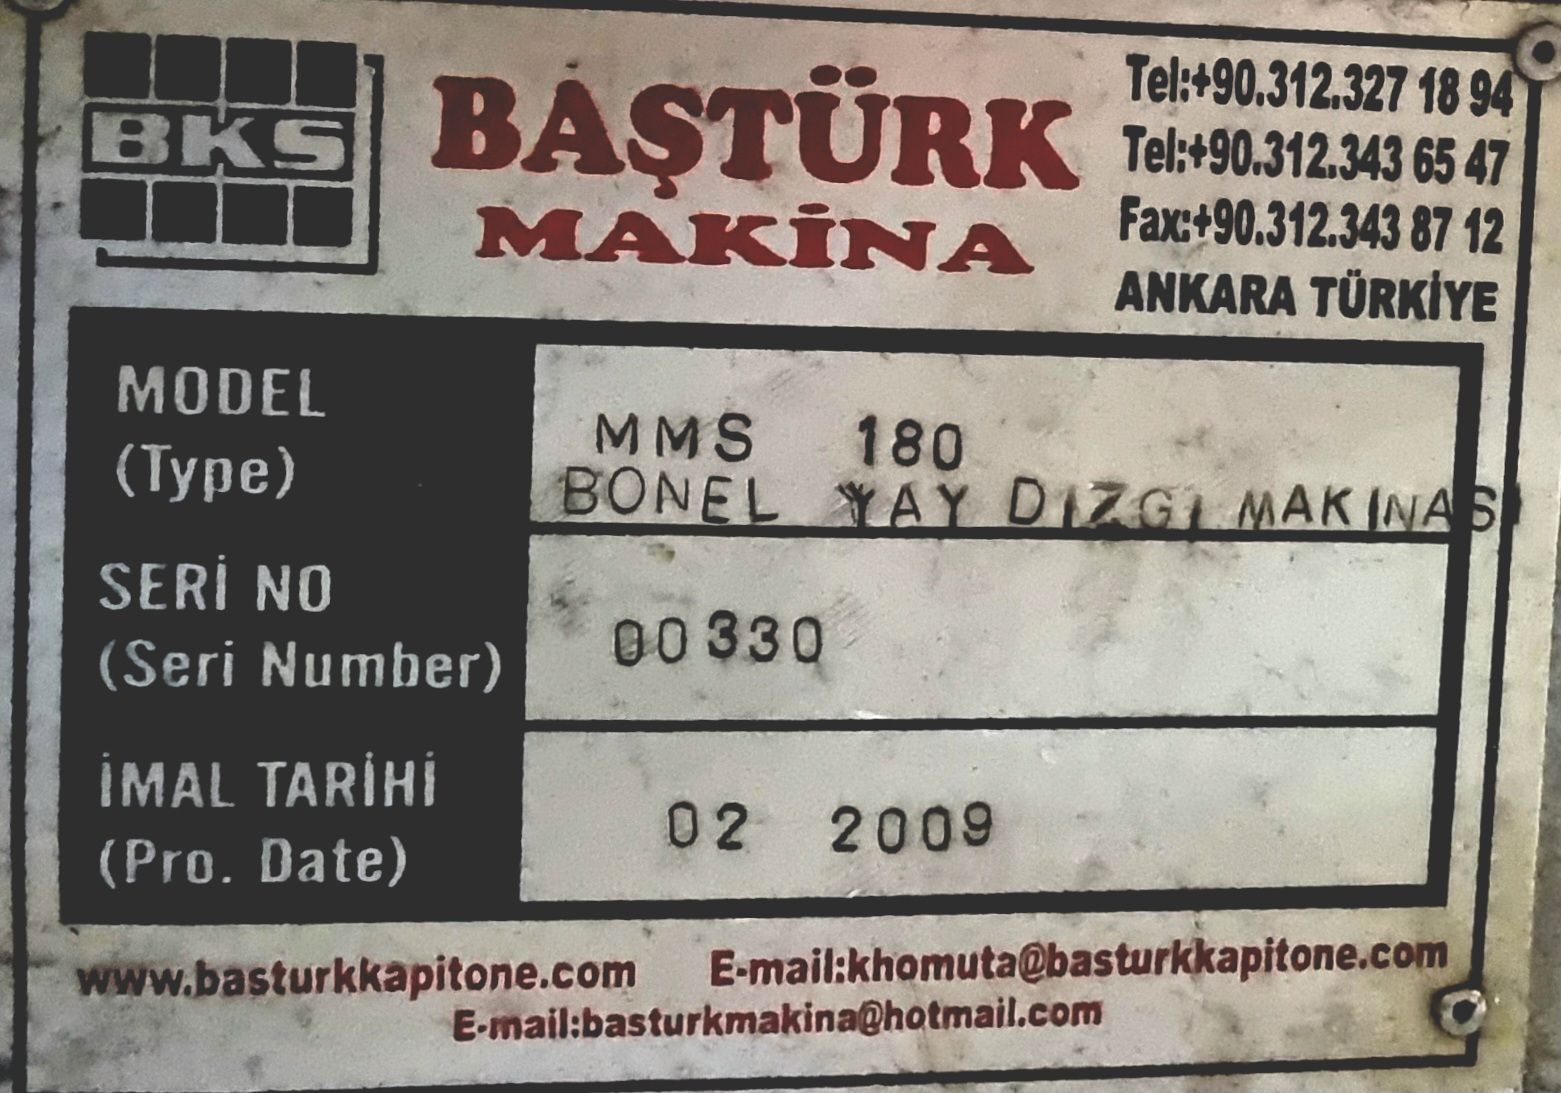 BKS
BAŞTÜRK
MAKİNA
Tel:+90.312.327 18 94
Tel:+90.312.343 65 47
Fax:+90.312.343 87 12
ANKARA TÜRKİYE
MODEL
(Type)
MMS 180
BONEL YAY DIZGI MAKINASI
SERİ NO
(Seri Number)
00330
İMAL TARİHİ
(Pro. Date)
02 2009
www.basturkkapitone.com E-mail:khomuta@basturkkapitone.com
E-mail:basturkmakina@hotmail.com